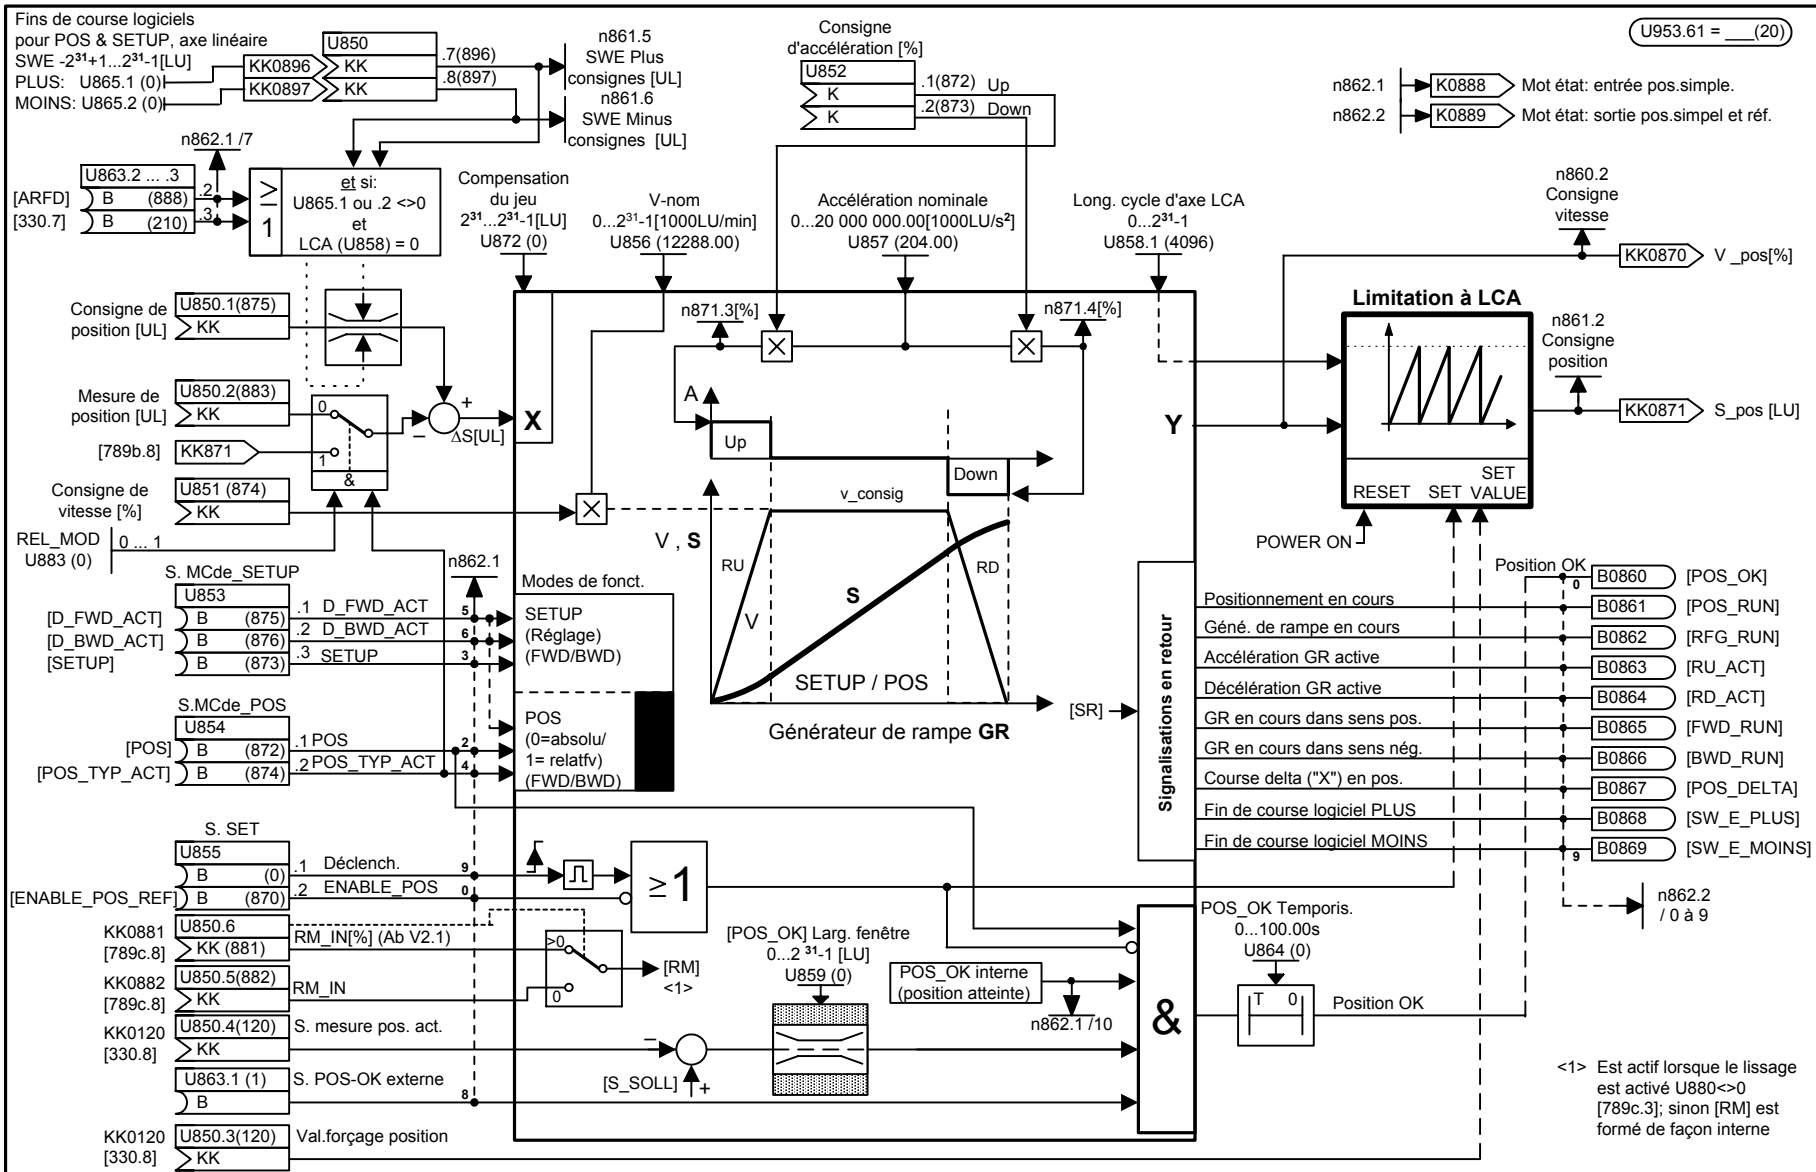 Fins de course logiciels
pour POS & SETUP, axe linéaire
SWE -2³¹+1...2³¹-1[LU]
PLUS: U865.1 (0)
MOINS: U865.2 (0)
KK0896
KK0897
U850
KK
KK
.7(896)
.8(897)
n861.5
SWE Plus
consignes [UL]
n861.6
SWE Minus
consignes [UL]
Consigne
d'accélération [%]
U852
K
K
.1(872) Up
.2(873) Down
U953.61 = ___(20)
n862.1 K0888 Mot état: entrée pos.simple.
n862.2 K0889 Mot état: sortie pos.simpel et réf.
n862.1 /7
U863.2 ... .3
[ARFD] B (888) .2
[330.7] B (210) .3
≥
1
et si:
U865.1 ou .2 <>0
et
LCA (U858) = 0
Compensation
du jeu
2³¹...2³¹-1[LU]
U872 (0)
V-nom
0...2³¹-1[1000LU/min]
U856 (12288.00)
Accélération nominale
0...20 000 000.00[1000LU/s²]
U857 (204.00)
Long. cycle d'axe LCA
0...2³¹-1
U858.1 (4096)
n860.2
Consigne
vitesse
KK0870 V _pos[%]
Consigne de
position [UL]
U850.1(875)
KK
Mesure de
position [UL]
U850.2(883)
KK
[789b.8] KK871
0
1
&
+
−
ΔS[UL]
X
Consigne de
vitesse [%]
U851 (874)
KK
REL_MOD
U883 (0)
0 ... 1
n871.3[%]
n871.4[%]
A
Up
Down
v_consig
V , S
RU
V
S
RD
SETUP / POS
Générateur de rampe GR
Y
Limitation à LCA
RESET SET
SET
VALUE
POWER ON
n861.2
Consigne
position
KK0871 S_pos [LU]
S. MCde_SETUP
U853
[D_FWD_ACT] B (875) .1 D_FWD_ACT 5
[D_BWD_ACT] B (876) .2 D_BWD_ACT 6
[SETUP] B (873) .3 SETUP 3
n862.1
Modes de fonct.
SETUP
(Réglage)
(FWD/BWD)
POS
(0=absolu/
1= relatfv)
(FWD/BWD)
S.MCde_POS
U854
[POS] B (872) .1 POS 2
[POS_TYP_ACT] B (874) .2 POS_TYP_ACT 4
[SR]
Signalisations en retour
Position OK 0 B0860 [POS_OK]
Positionnement en cours B0861 [POS_RUN]
Géné. de rampe en cours B0862 [RFG_RUN]
Accélération GR active B0863 [RU_ACT]
Décélération GR active B0864 [RD_ACT]
GR en cours dans sens pos. B0865 [FWD_RUN]
GR en cours dans sens nég. B0866 [BWD_RUN]
Course delta ("X") en pos. B0867 [POS_DELTA]
Fin de course logiciel PLUS B0868 [SW_E_PLUS]
Fin de course logiciel MOINS 9 B0869 [SW_E_MOINS]
n862.2
/ 0 à 9
S. SET
U855
B (0) .1 Déclench. 9
[ENABLE_POS_REF] B (870) .2 ENABLE_POS 0
≥1
KK0881
[789c.8]
U850.6
KK (881)
RM_IN[%] (Ab V2.1)
KK0882
[789c.8]
U850.5(882)
KK
RM_IN
>0
0
[RM]
<1>
KK0120
[330.8]
U850.4(120)
KK
S. mesure pos. act.
U863.1 (1)
B
S. POS-OK externe
8
KK0120
[330.8]
U850.3(120)
KK
Val.forçage position
−
[S_SOLL] +
[POS_OK] Larg. fenêtre
0...2 ³¹-1 [LU]
U859 (0)
POS_OK interne
(position atteinte)
n862.1 /10
&
POS_OK Temporis.
0...100.00s
U864 (0)
T 0
Position OK
<1> Est actif lorsque le lissage
est activé U880<>0
[789c.3]; sinon [RM] est
formé de façon interne